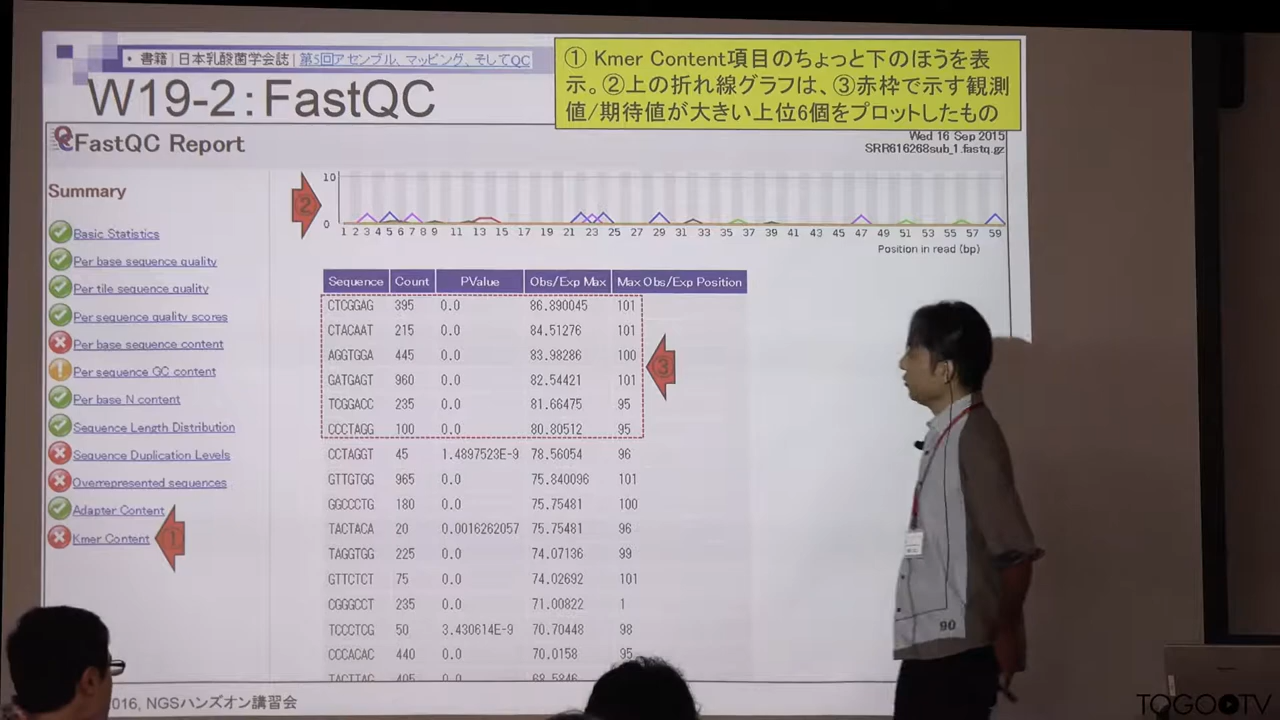 ・書籍｜日本乳酸菌学会誌｜第5回アセンブル、マッピング、そしてQC
W19-2：FastQC
① Kmer Content項目のちょっと下のほうを表
示。②上の折れ線グラフは、③赤枠で示す観測
値/期待値が大きい上位6個をプロットしたもの
FastQC Report
Wed 16 Sep 2015
SRR616268sub_1.fastq.gz
Summary
Basic Statistics
Per base sequence quality
Per tile sequence quality
Per sequence quality scores
Per base sequence content
Per sequence GC content
Per base N content
Sequence Length Distribution
Sequence Duplication Levels
Overrepresented sequences
Adapter Content
Kmer Content
①
②
10
0
1 2 3 4 5 6 7 8 9 11 13 15 17 19 21 23 25 27 29 31 33 35 37 39 41 43 45 47 49 51 53 55 57 59
Position in read (bp)
Sequence Count PValue Obs/Exp Max Max Obs/Exp Position
CTCGGAG 395 0.0 86.890045 101
CTACAAT 215 0.0 84.51276 101
AGGTGGA 445 0.0 83.98286 100
GATGAGT 960 0.0 82.54421 101
TCGGACC 235 0.0 81.66475 95
CCCTAGG 100 0.0 80.80512 95
CCTAGGT 45 1.4897523E-9 78.56054 96
GTTGTGG 965 0.0 75.840096 101
GGCCCTG 180 0.0 75.75481 100
TACTACA 20 0.0016262057 75.75481 96
TAGGTGG 225 0.0 74.07136 99
GTTCTCT 75 0.0 74.02692 101
CGGGCCT 235 0.0 71.00822 1
TCCCTCG 50 3.430614E-9 70.70448 98
CCCACAC 440 0.0 70.0158 95
③
2016, NGSハンズオン講習会
90
TOGOTV